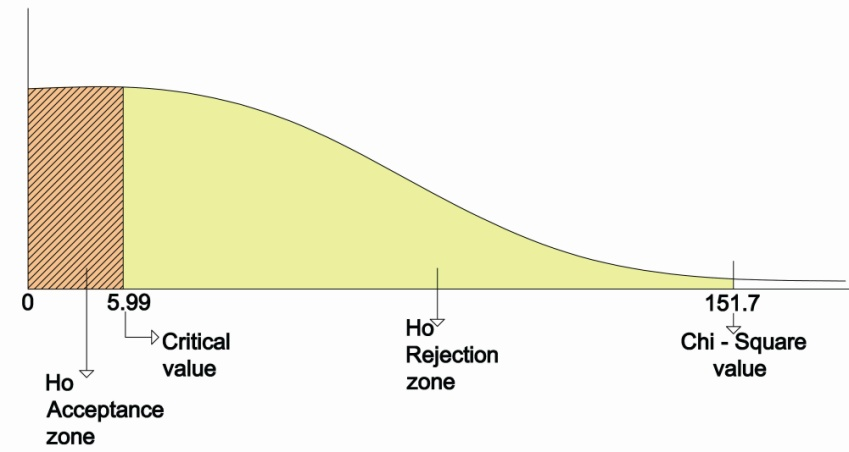 0
5.99
151.7
Critical
value
Ho
Rejection
zone
Chi - Square
value
Ho
Acceptance
zone